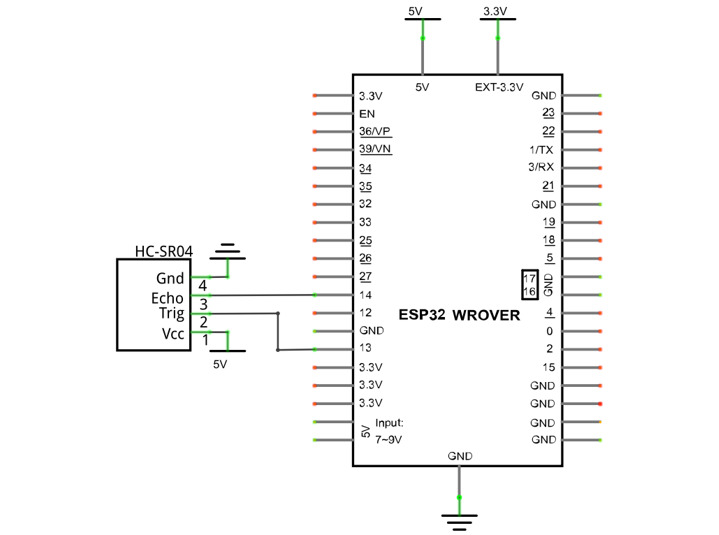 5V
3.3V
5V
EXT-3.3V
3.3V
EN
36/VP
39/VN
34
35
32
33
25
26
27
14
12
GND
13
3.3V
3.3V
3.3V
5V
Input:
7~9V
ESP32 WROVER
GND
23
22
1/TX
3/RX
21
GND
19
18
5
17
16
GND
4
0
2
15
GND
GND
GND
GND
GND
HC-SR04
Gnd
4
Echo
3
Trig
2
Vcc
1
5V